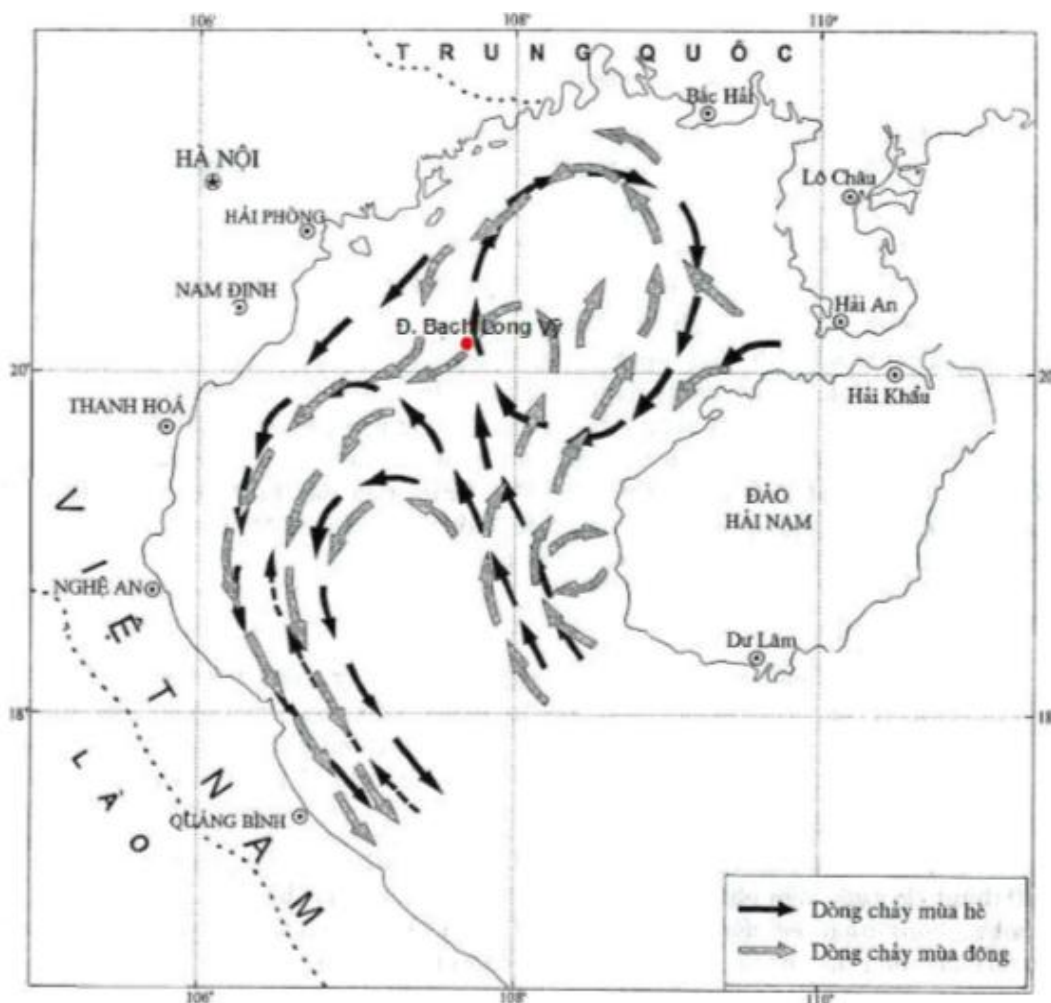 106°
108°
110°
TRUNG QUỐC
Bắc Hải
HÀ NỘI
Lô Châu
HẢI PHÒNG
NAM ĐỊNH
Hải An
Đ. Bạch Long Vỹ
20°
20°
Hải Khẩu
THANH HOÁ
ĐẢO
HẢI NAM
NGHỆ AN
Dư Lâm
VIỆT NAM
18°
18
LÀO
QUẢNG BÌNH
Dòng chảy mùa hè
Dòng chảy mùa đông
106°
108°
110°